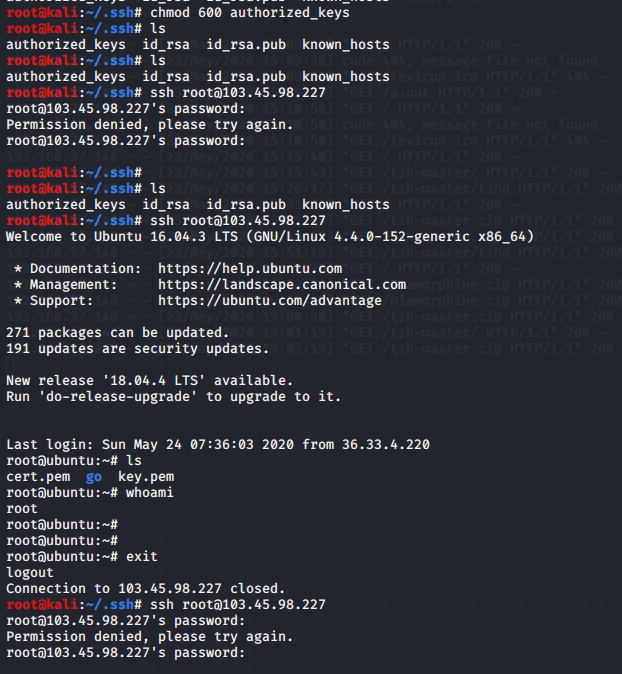 root@kali:~/.ssh# chmod 600 authorized_keys
root@kali:~/.ssh# ls
authorized_keys  id_rsa  id_rsa.pub  known_hosts
root@kali:~/.ssh# ls
authorized_keys  id_rsa  id_rsa.pub  known_hosts
root@kali:~/.ssh# ssh root@103.45.98.227
root@103.45.98.227's password:
Permission denied, please try again.
root@103.45.98.227's password:
root@kali:~/.ssh#
root@kali:~/.ssh# ls
authorized_keys  id_rsa  id_rsa.pub  known_hosts
root@kali:~/.ssh# ssh root@103.45.98.227
Welcome to Ubuntu 16.04.3 LTS (GNU/Linux 4.4.0-152-generic x86_64)
 * Documentation:  https://help.ubuntu.com
 * Management:     https://landscape.canonical.com
 * Support:        https://ubuntu.com/advantage
271 packages can be updated.
191 updates are security updates.
New release '18.04.4 LTS' available.
Run 'do-release-upgrade' to upgrade to it.
Last login: Sun May 24 07:36:03 2020 from 36.33.4.220
root@ubuntu:~# ls
cert.pem  go  key.pem
root@ubuntu:~# whoami
root
root@ubuntu:~#
root@ubuntu:~#
root@ubuntu:~# exit
logout
Connection to 103.45.98.227 closed.
root@kali:~/.ssh# ssh root@103.45.98.227
root@103.45.98.227's password:
Permission denied, please try again.
root@103.45.98.227's password: